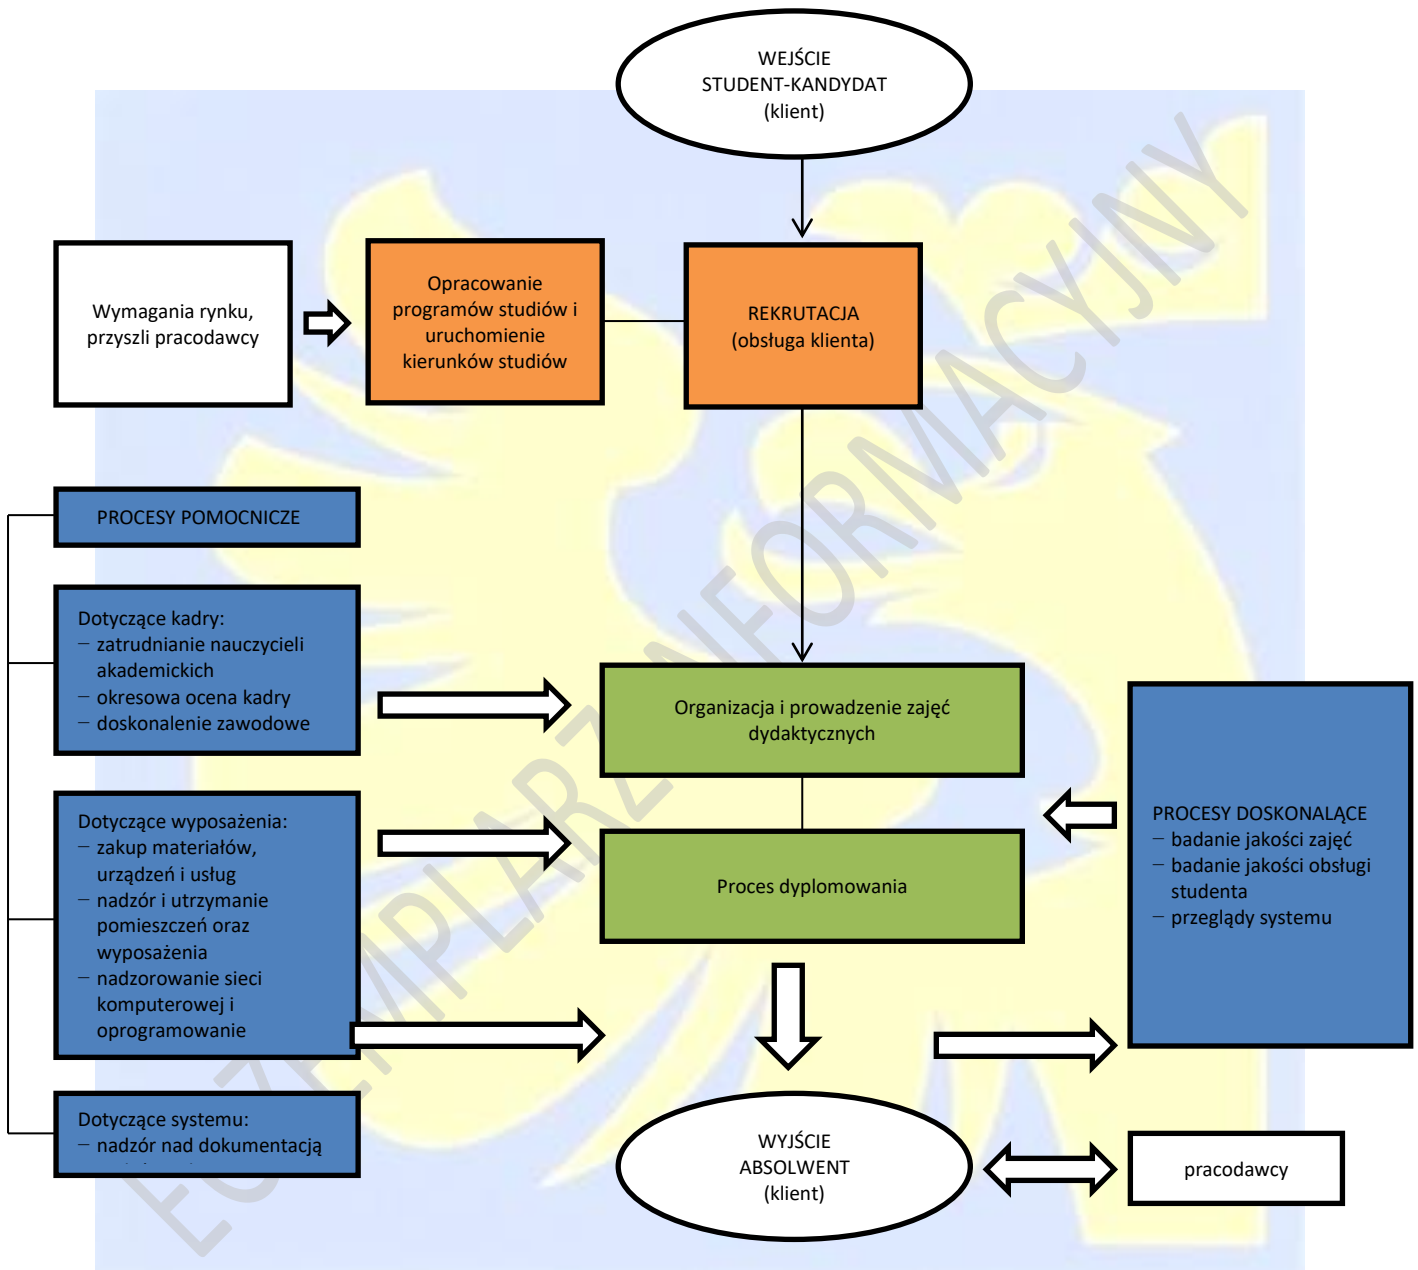 WEJŚCIE
STUDENT-KANDYDAT
(klient)
Wymagania rynku,
przyszli pracodawcy
Opracowanie
programów studiów i
uruchomienie
kierunków studiów
REKRUTACJA
(obsługa klienta)
PROCESY POMOCNICZE
Dotyczące kadry:
− zatrudnianie nauczycieli
akademickich
− okresowa ocena kadry
− doskonalenie zawodowe
Organizacja i prowadzenie zajęć
dydaktycznych
Dotyczące wyposażenia:
− zakup materiałów,
urządzeń i usług
− nadzór i utrzymanie
pomieszczeń oraz
wyposażenia
− nadzorowanie sieci
komputerowej i
oprogramowanie
Proces dyplomowania
PROCESY DOSKONALĄCE
− badanie jakości zajęć
− badanie jakości obsługi
studenta
− przeglądy systemu
Dotyczące systemu:
− nadzór nad dokumentacją
WYJŚCIE
ABSOLWENT
(klient)
pracodawcy
EGZEMPLARZ INFORMACYJNY